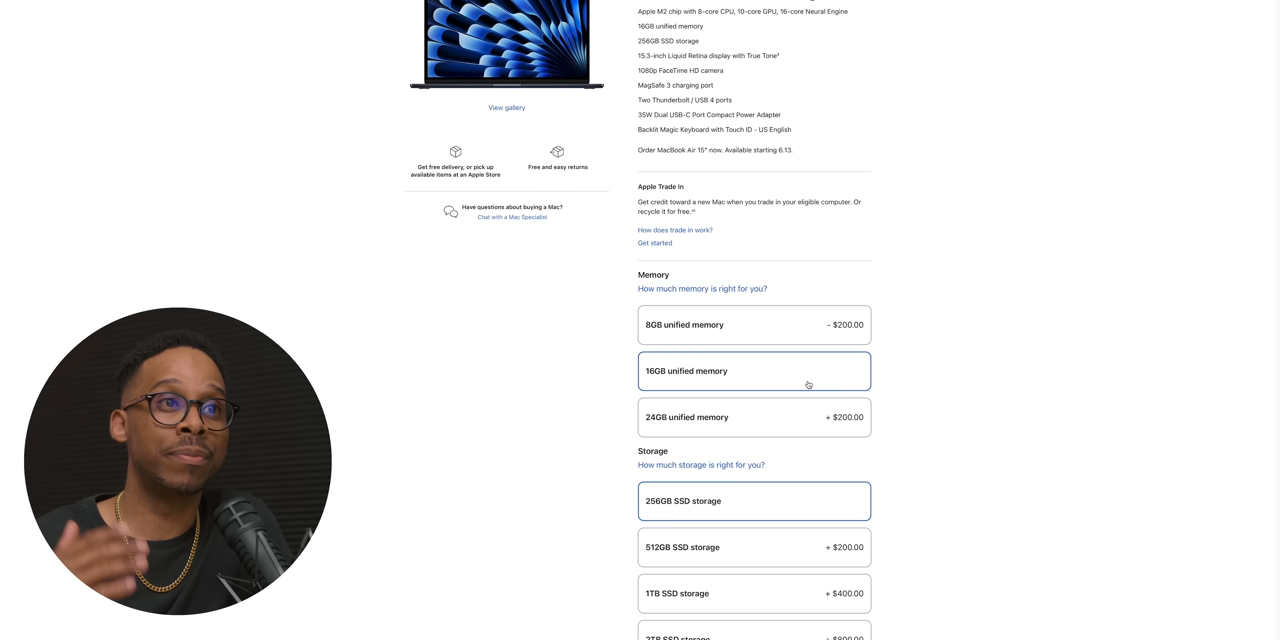 Apple M2 chip with 8-core CPU, 10-core GPU, 16-core Neural Engine
16GB unified memory
256GB SSD storage
15.3-inch Liquid Retina display with True Tone²
1080p FaceTime HD camera
MagSafe 3 charging port
Two Thunderbolt / USB 4 ports
35W Dual USB-C Port Compact Power Adapter
Backlit Magic Keyboard with Touch ID - US English
Order MacBook Air 15” now. Available starting 6.13.
View gallery
Get free delivery, or pick up
available items at an Apple Store
Free and easy returns
Have questions about buying a Mac?
Chat with a Mac Specialist
Apple Trade In
Get credit toward a new Mac when you trade in your eligible computer. Or
recycle it for free.
How does trade in work?
Get started
Memory
How much memory is right for you?
8GB unified memory - $200.00
16GB unified memory
24GB unified memory + $200.00
Storage
How much storage is right for you?
256GB SSD storage
512GB SSD storage + $200.00
1TB SSD storage + $400.00
2TB SSD storage + $800.00